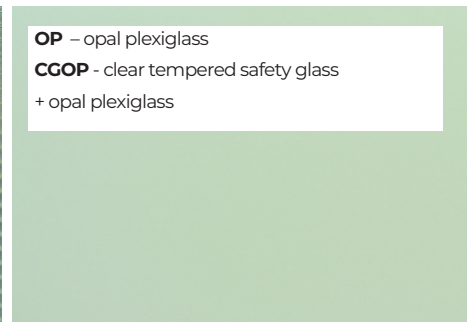 OP – opal plexiglass
CGOP - clear tempered safety glass
+ opal plexiglass